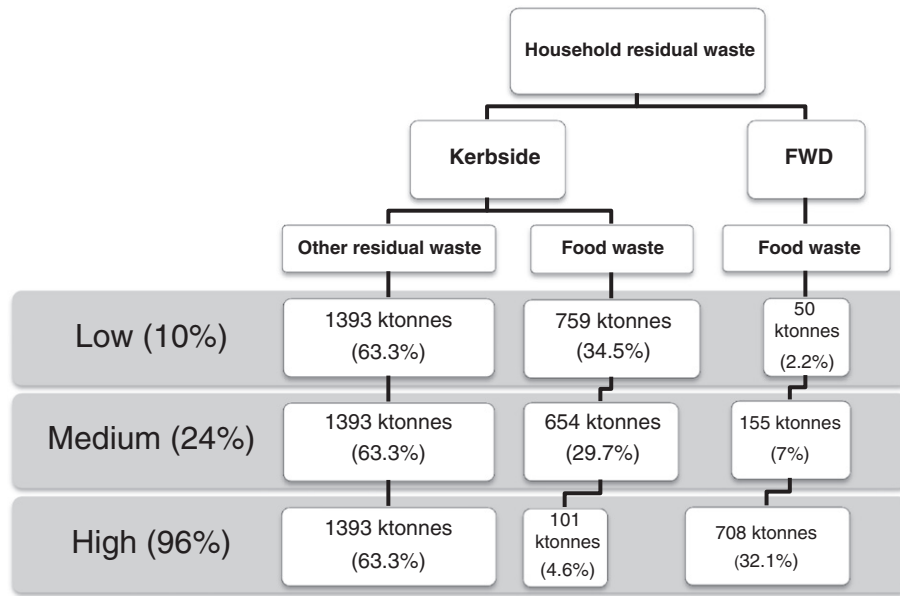 Household residual waste
Kerbside
FWD
Other residual waste
Food waste
Food waste
Low (10%)
1393 ktonnes
(63.3%)
759 ktonnes
(34.5%)
50
ktonnes
(2.2%)
Medium (24%)
1393 ktonnes
(63.3%)
654 ktonnes
(29.7%)
155 ktonnes
(7%)
High (96%)
1393 ktonnes
(63.3%)
101
ktonnes
(4.6%)
708 ktonnes
(32.1%)